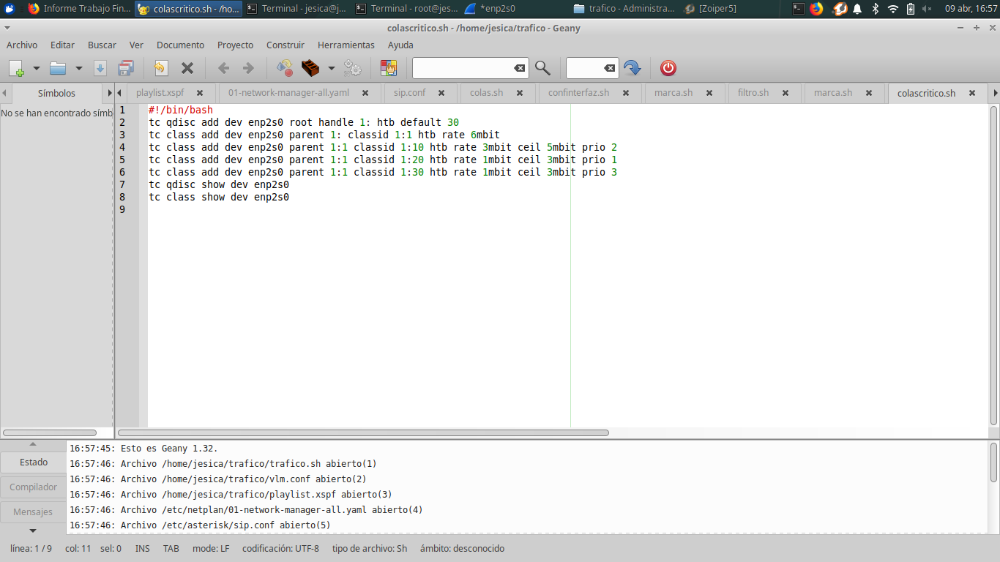 Informe Trabajo Fin...
colascritico.sh - /ho...
Terminal - jesica@j...
Terminal - root@jes...
*enp2s0
trafico - Administra...
[Zoiper5]
09 abr, 16:57
colascritico.sh - /home/jesica/trafico - Geany
Archivo Editar Buscar Ver Documento Proyecto Construir Herramientas Ayuda
Símbolos
playlist.xspf
01-network-manager-all.yaml
sip.conf
colas.sh
confinterfaz.sh
marca.sh
filtro.sh
marca.sh
colascritico.sh
No se han encontrado símb
1 #!/bin/bash
2 tc qdisc add dev enp2s0 root handle 1: htb default 30
3 tc class add dev enp2s0 parent 1: classid 1:1 htb rate 6mbit
4 tc class add dev enp2s0 parent 1:1 classid 1:10 htb rate 3mbit ceil 5mbit prio 2
5 tc class add dev enp2s0 parent 1:1 classid 1:20 htb rate 1mbit ceil 3mbit prio 1
6 tc class add dev enp2s0 parent 1:1 classid 1:30 htb rate 1mbit ceil 3mbit prio 3
7 tc qdisc show dev enp2s0
8 tc class show dev enp2s0
9
Estado
Compilador
Mensajes
16:57:45: Esto es Geany 1.32.
16:57:46: Archivo /home/jesica/trafico/trafico.sh abierto(1)
16:57:46: Archivo /home/jesica/trafico/vlm.conf abierto(2)
16:57:46: Archivo /home/jesica/trafico/playlist.xspf abierto(3)
16:57:46: Archivo /etc/netplan/01-network-manager-all.yaml abierto(4)
16:57:46: Archivo /etc/asterisk/sip.conf abierto(5)
línea: 1 / 9 col: 11 sel: 0 INS TAB mode: LF codificación: UTF-8 tipo de archivo: Sh ámbito: desconocido